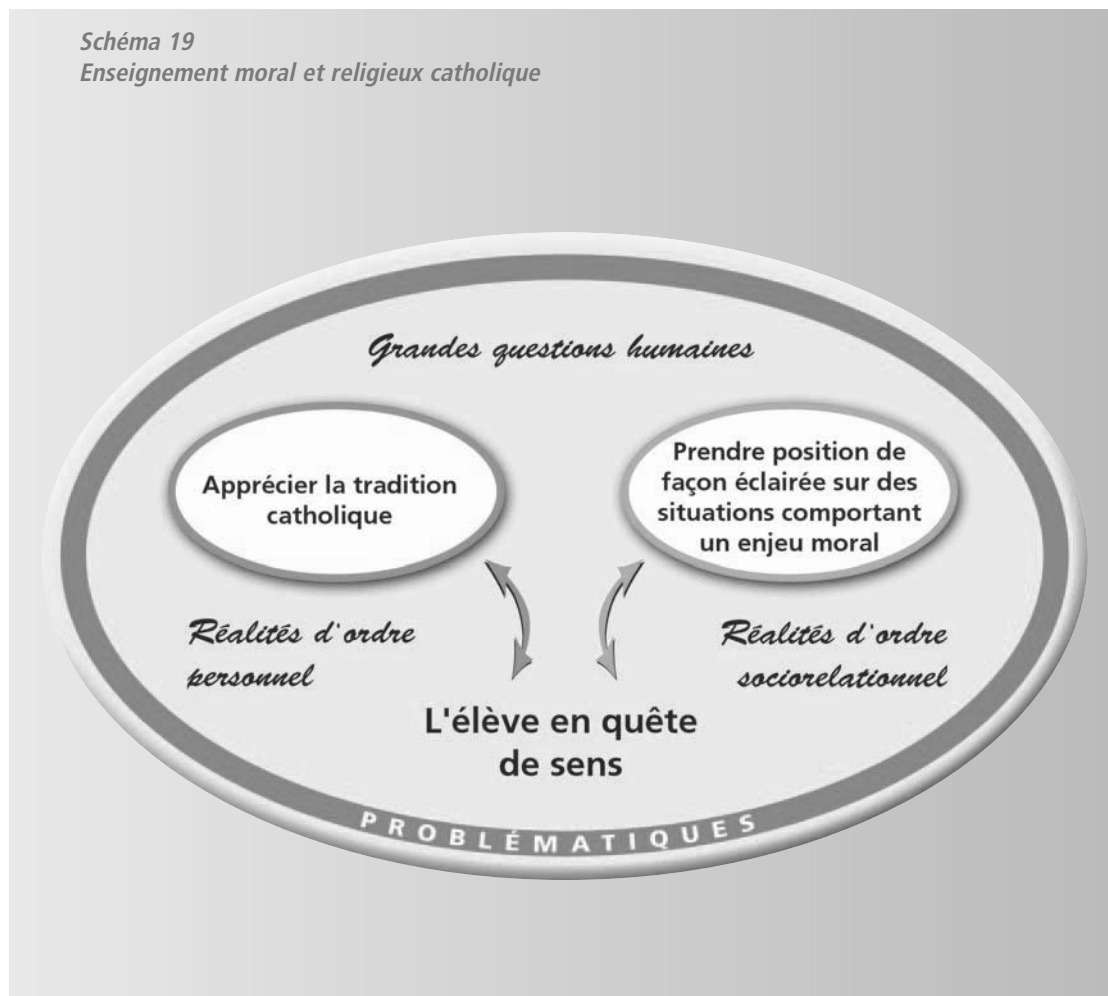 Schéma 19
Enseignement moral et religieux catholique
Grandes questions humaines
Apprécier la tradition
catholique
Prendre position de
façon éclairée sur des
situations comportant
un enjeu moral
Réalités d'ordre
personnel
Réalités d'ordre
sociorelationnel
L'élève en quête
de sens
PROBLÉMATIQUES